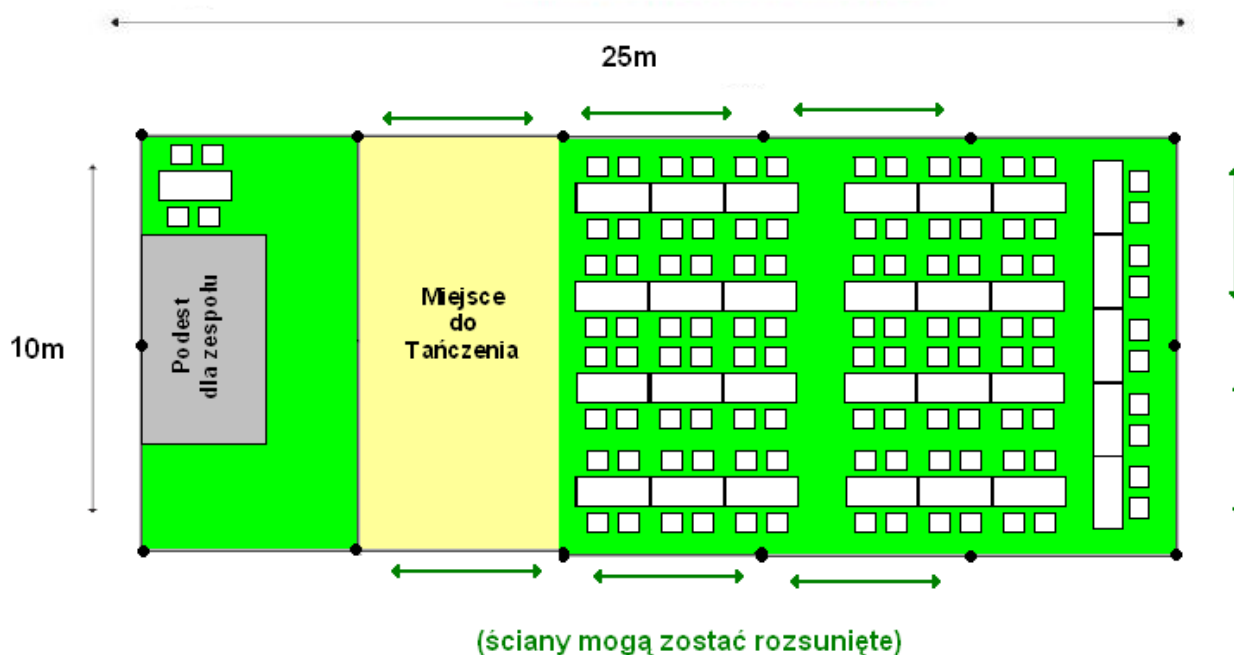 25m
10m
Podest
dla zespołu
Miejsce
do
Tańczenia
(ściany mogą zostać rozsunięte)